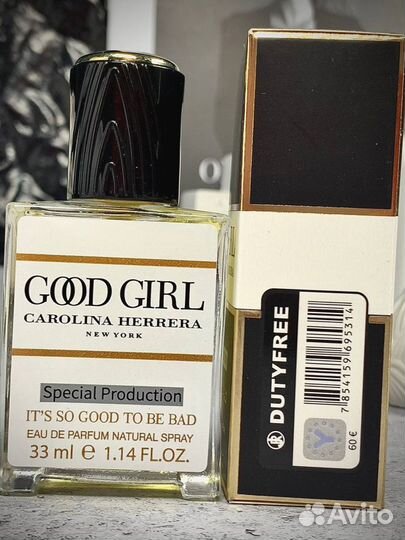 GOOD GIRL
CAROLINA HERRERA
NEW YORK
Special Production
IT'S SO GOOD TO BE BAD
EAU DE PARFUM NATURAL SPRAY
33 ml e 1.14 FL.OZ.
DUTYFREE
7 854159 695314
60 €
Avito